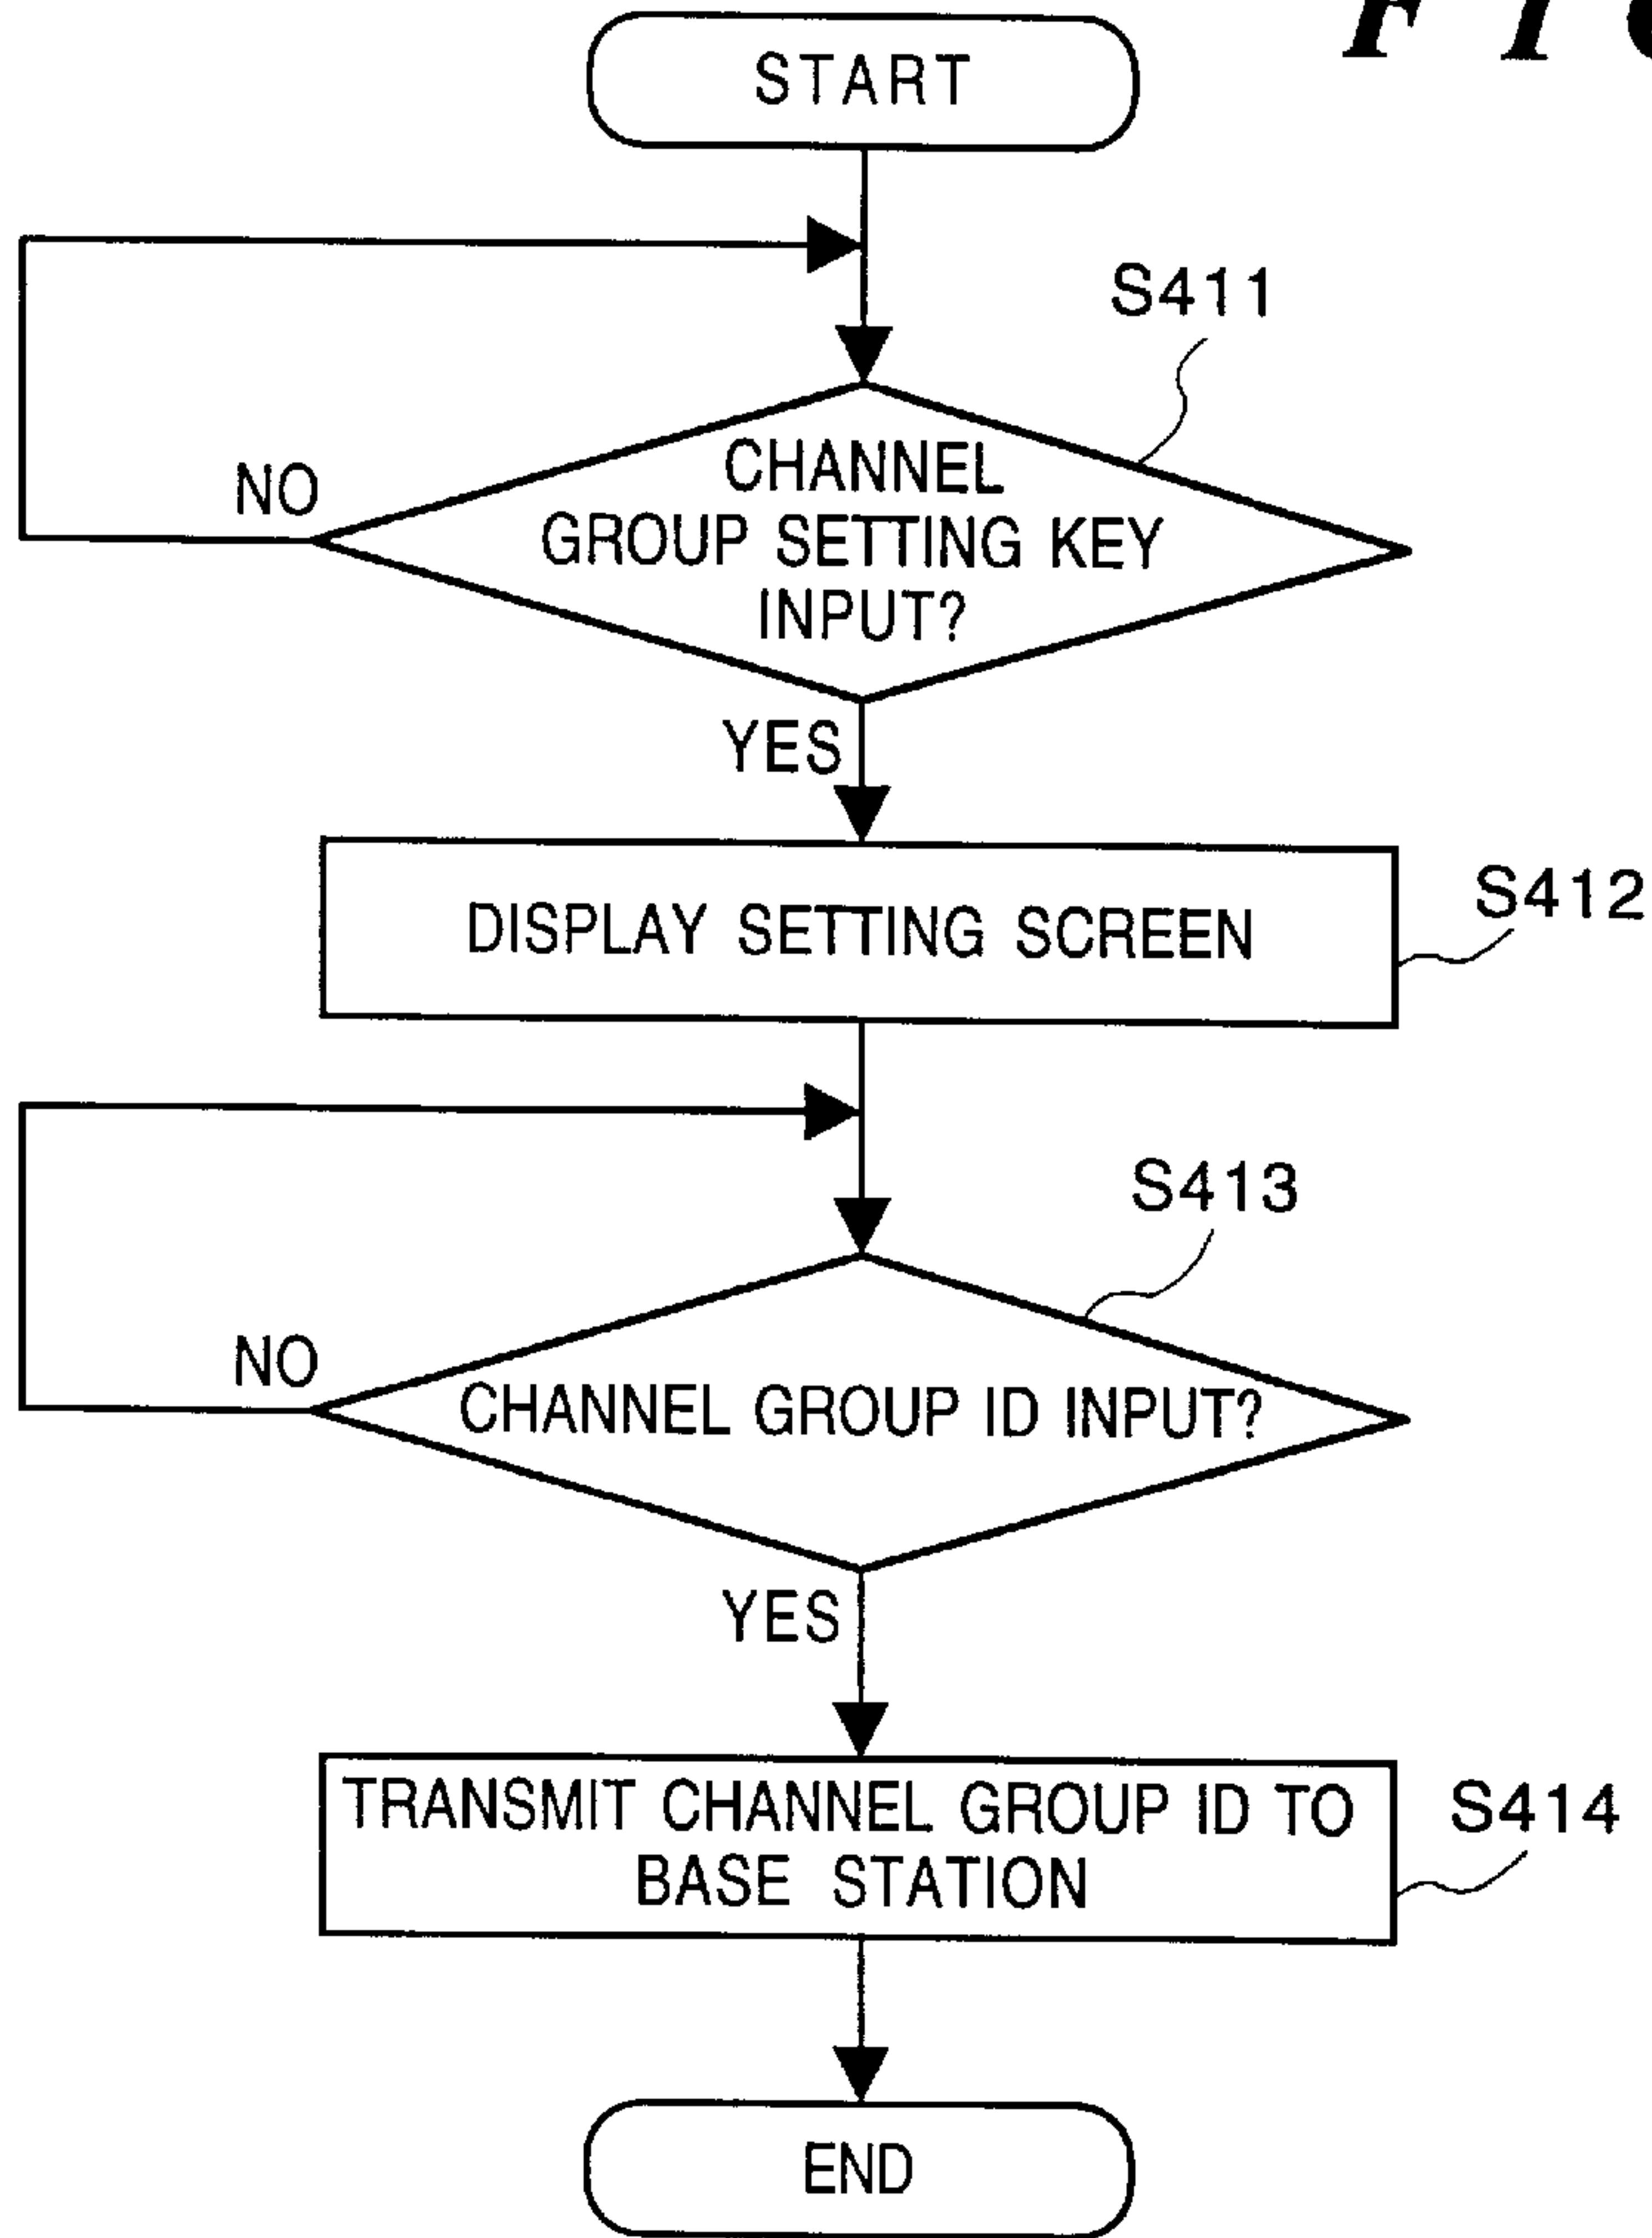 START
S411
CHANNEL
GROUP SETTING KEY
INPUT?
NO
YES
DISPLAY SETTING SCREEN
S412
S413
CHANNEL GROUP ID INPUT?
NO
YES
TRANSMIT CHANNEL GROUP ID TO
BASE STATION
S414
END